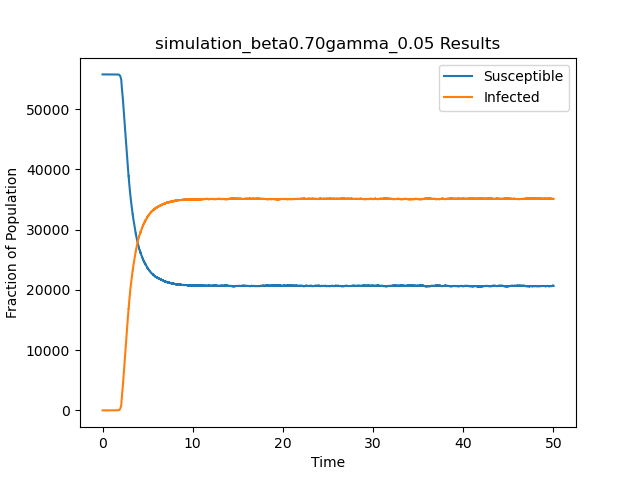 simulation_beta0.70gamma_0.05 Results
Susceptible
Infected
Fraction of Population
50000
40000
30000
20000
10000
0
0 10 20 30 40 50
Time